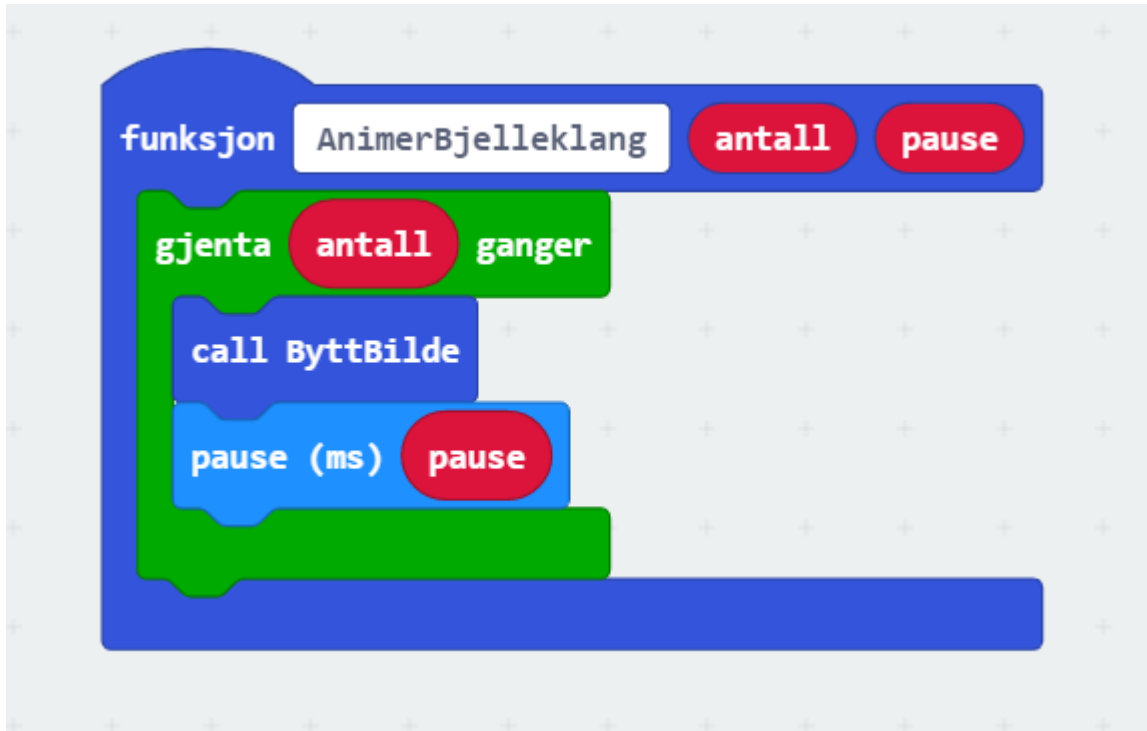 funksjon AnimerBjelleklang antall pause
gjenta antall ganger
call ByttBilde
pause (ms) pause